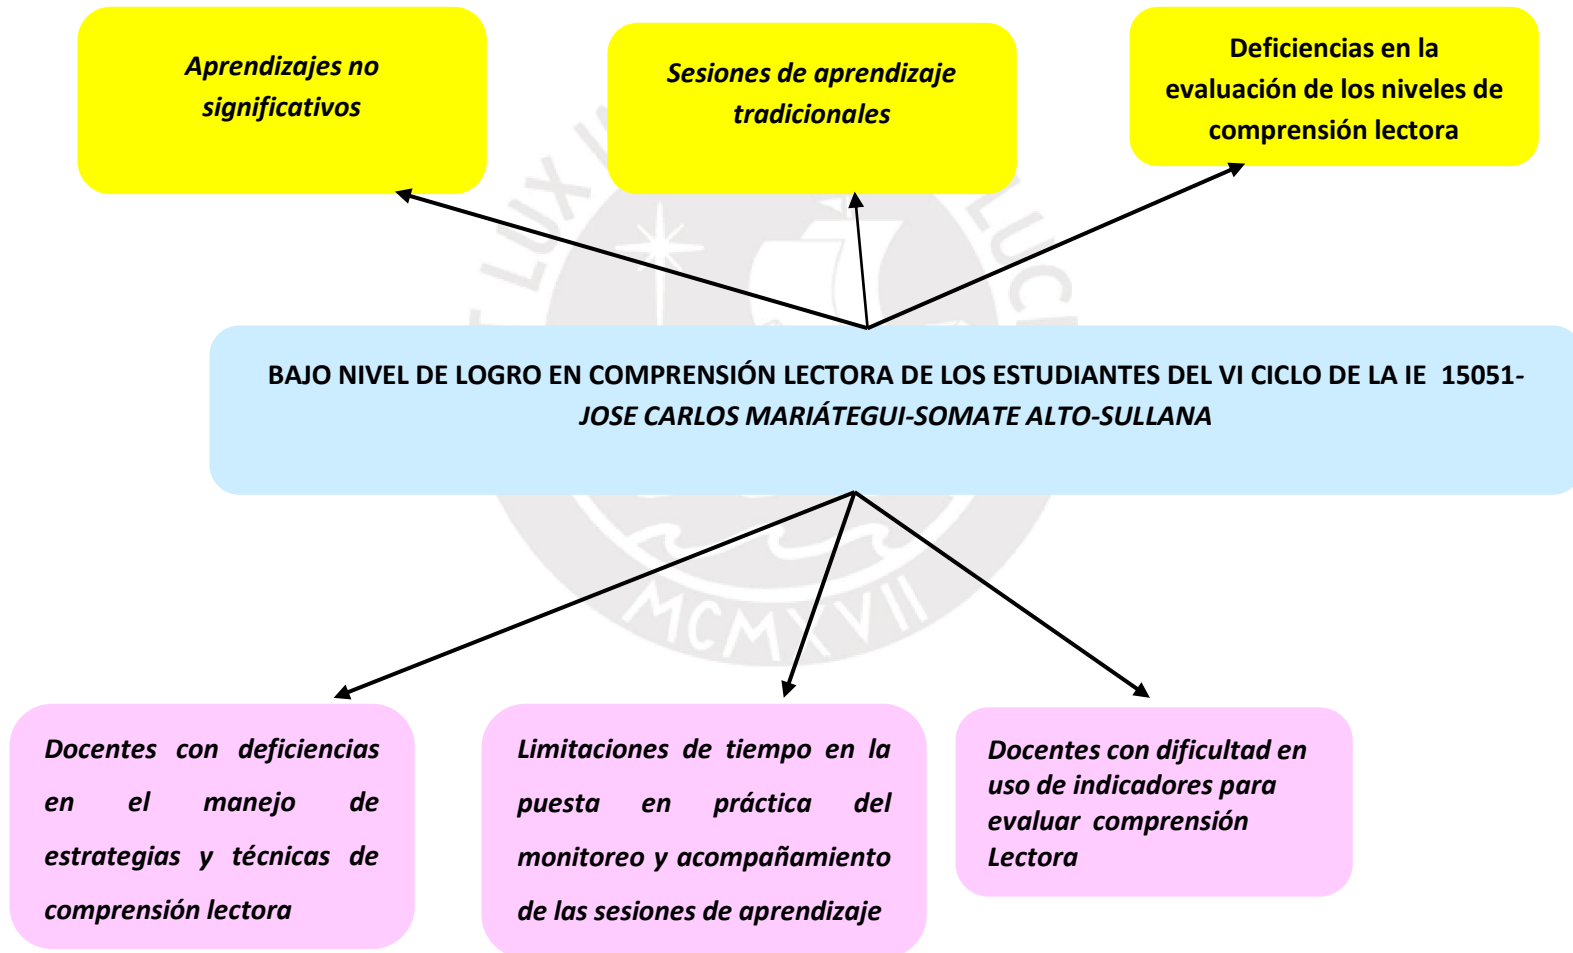 Aprendizajes no
significativos
Sesiones de aprendizaje
tradicionales
Deficiencias en la
evaluación de los niveles de
comprensión lectora
BAJO NIVEL DE LOGRO EN COMPRENSIÓN LECTORA DE LOS ESTUDIANTES DEL VI CICLO DE LA IE 15051-
JOSE CARLOS MARIÁTEGUI-SOMATE ALTO-SULLANA
MCMXVII
Docentes con deficiencias
en el manejo de
estrategias y técnicas de
comprensión lectora
Limitaciones de tiempo en la
puesta en práctica del
monitoreo y acompañamiento
de las sesiones de aprendizaje
Docentes con dificultad en
uso de indicadores para
evaluar comprensión
Lectora